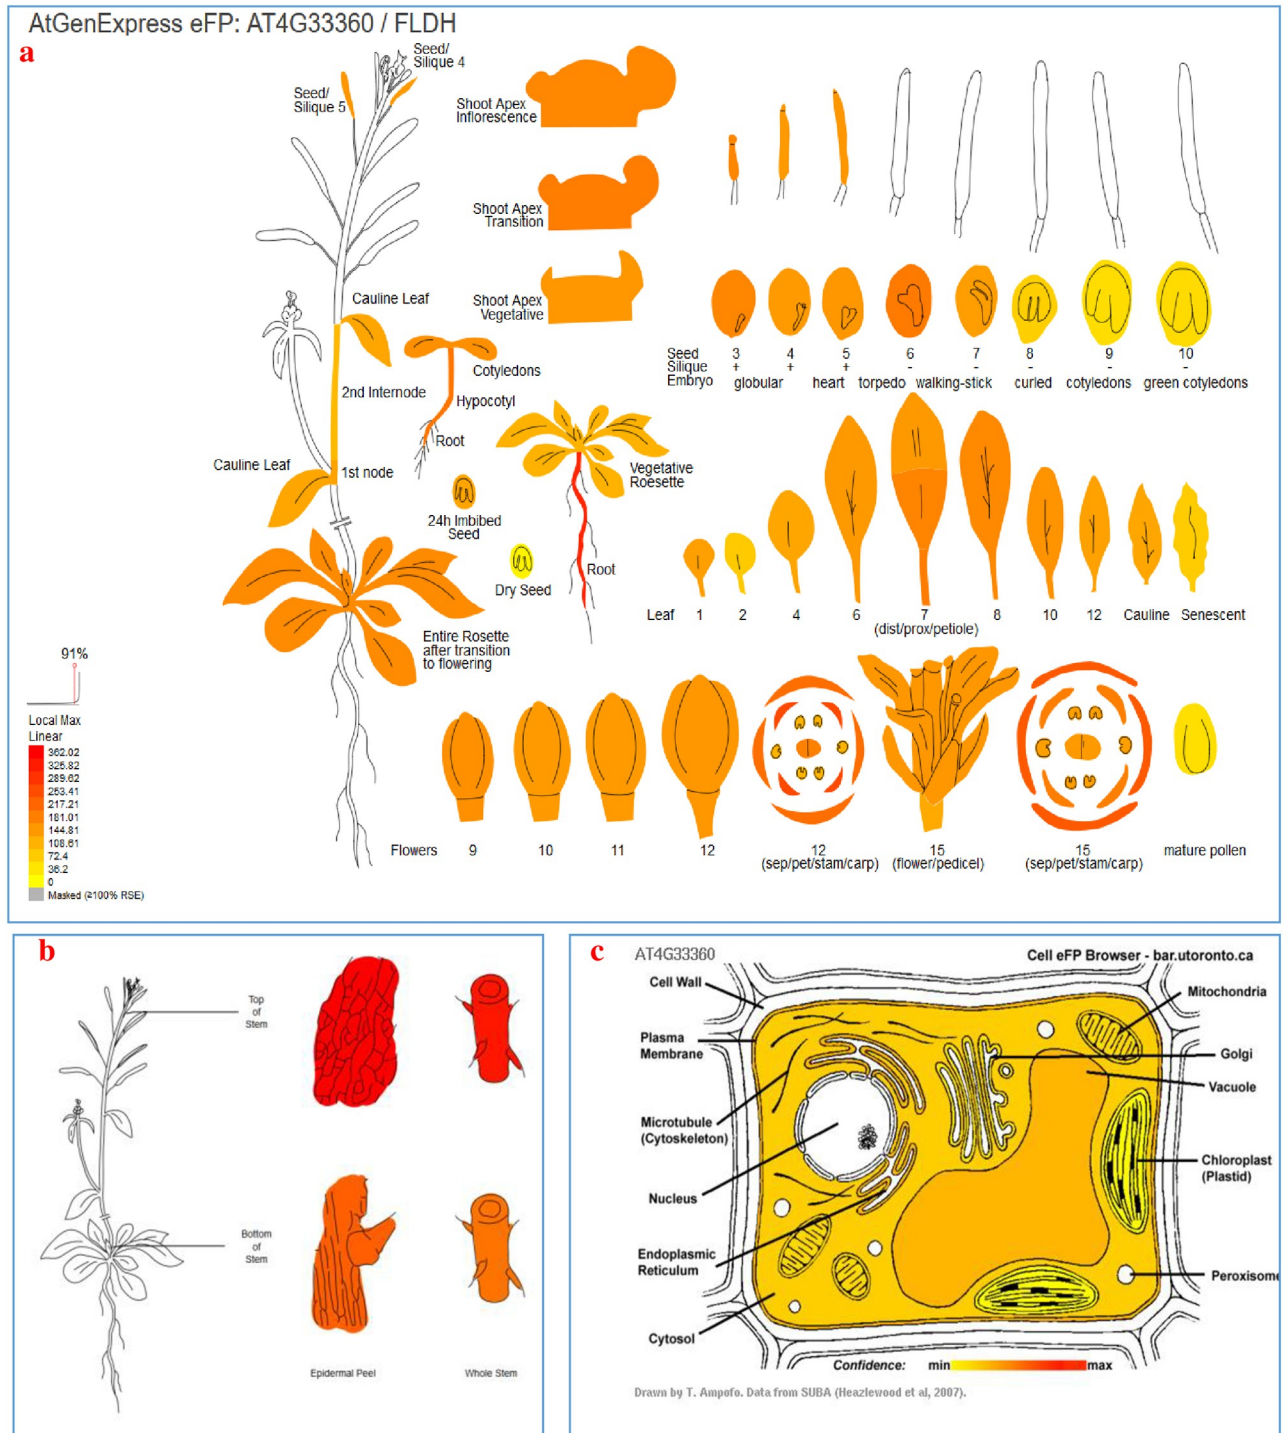 AtGenExpress eFP: AT4G33360 / FLDH
a
Seed/
Silique 4
Seed/
Silique 5
Shoot Apex
Inflorescence
Shoot Apex
Transition
Shoot Apex
Vegetative
Cauline Leaf
Cotyledons
2nd Internode
Hypocotyl
Root
Cauline Leaf
1st node
Vegetative
Roesette
24h Imbibed
Seed
Root
Dry Seed
Entire Rosette
after transition
to flowering
Seed 3 4 5 6 7 8 9 10
Silique + + + - - - - -
Embryo globular heart torpedo walking-stick curled cotyledons green cotyledons
Leaf 1 2 4 6 7 8 10 12 Cauline Senescent
(dist/prox/petiole)
91%
Local Max
Linear
362.02
325.82
289.62
253.41
217.21
181.01
144.81
108.61
72.4
36.2
0
Masked (≥100% RSE)
Flowers 9 10 11 12 12 15 15 mature pollen
(sep/pet/stam/carp) (flower/pedicel) (sep/pet/stam/carp)
b
Top
of
Stem
Bottom
of
Stem
Epidermal Peel Whole Stem
c
AT4G33360
Cell eFP Browser - bar.utoronto.ca
Cell Wall
Mitochondria
Plasma
Membrane
Golgi
Vacuole
Microtubule
(Cytoskeleton)
Chloroplast
(Plastid)
Nucleus
Endoplasmic
Reticulum
Peroxisome
Cytosol
Confidence: min max
Drawn by T. Ampofo. Data from SUBA (Heazlewood et al, 2007).